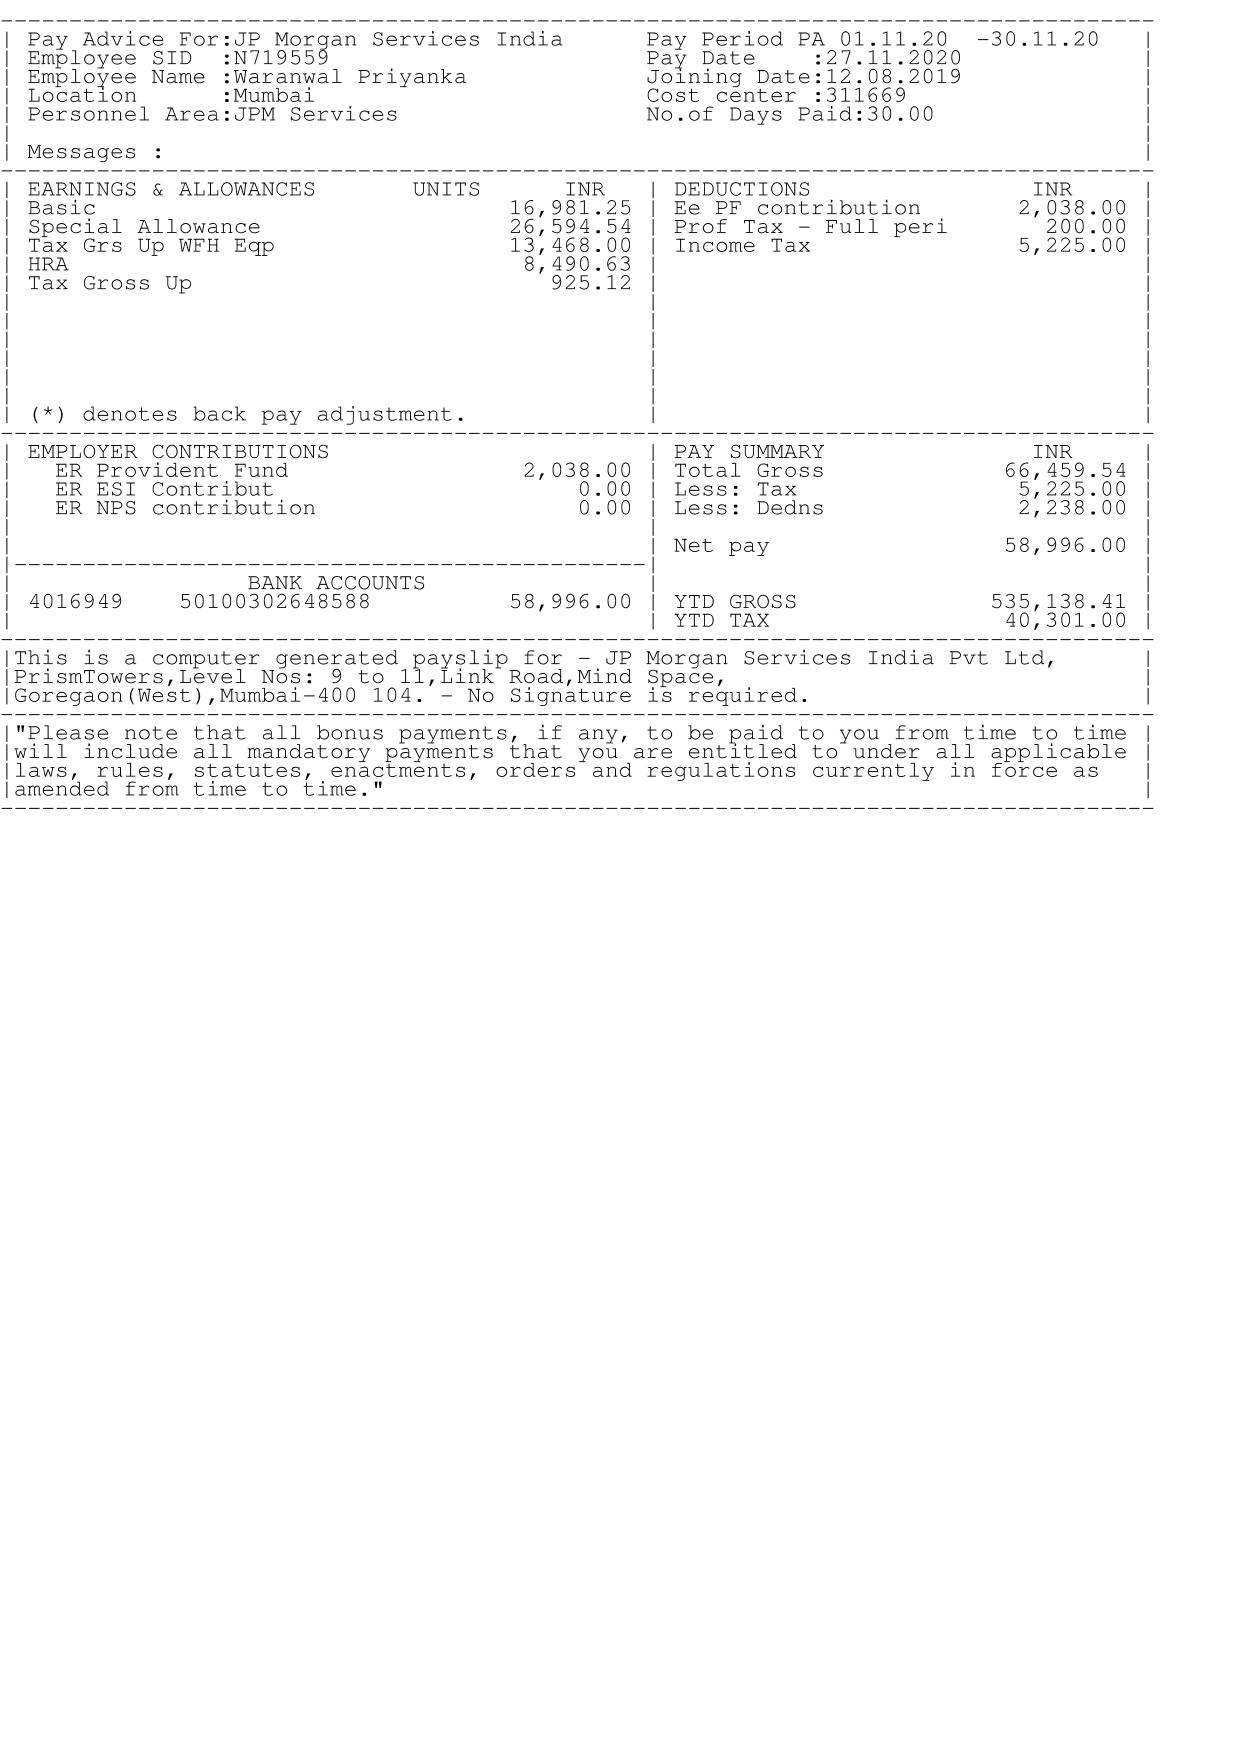 Pay Advice For:JP Morgan Services India Pay Period PA 01.11.20 -30.11.20
Employee SID :N719559 Pay Date :27.11.2020
Employee Name :Waranwal Priyanka Joining Date:12.08.2019
Location :Mumbai Cost center :311669
Personnel Area:JPM Services No.of Days Paid:30.00
Messages :
EARNINGS & ALLOWANCES UNITS INR | DEDUCTIONS INR
Basic 16,981.25 | Ee PF contribution 2,038.00
Special Allowance 26,594.54 | Prof Tax - Full peri 200.00
Tax Grs Up WFH Eqp 13,468.00 | Income Tax 5,225.00
HRA 8,490.63
Tax Gross Up 925.12
(*) denotes back pay adjustment.
EMPLOYER CONTRIBUTIONS | PAY SUMMARY INR
ER Provident Fund 2,038.00 | Total Gross 66,459.54
ER ESI Contribut 0.00 | Less: Tax 5,225.00
ER NPS contribution 0.00 | Less: Dedns 2,238.00
Net pay 58,996.00
BANK ACCOUNTS
4016949 50100302648588 58,996.00 | YTD GROSS 535,138.41
YTD TAX 40,301.00
This is a computer generated payslip for - JP Morgan Services India Pvt Ltd,
PrismTowers,Level Nos: 9 to 11,Link Road,Mind Space,
Goregaon(West),Mumbai-400 104. - No Signature is required.
"Please note that all bonus payments, if any, to be paid to you from time to time
will include all mandatory payments that you are entitled to under all applicable
laws, rules, statutes, enactments, orders and regulations currently in force as
amended from time to time."